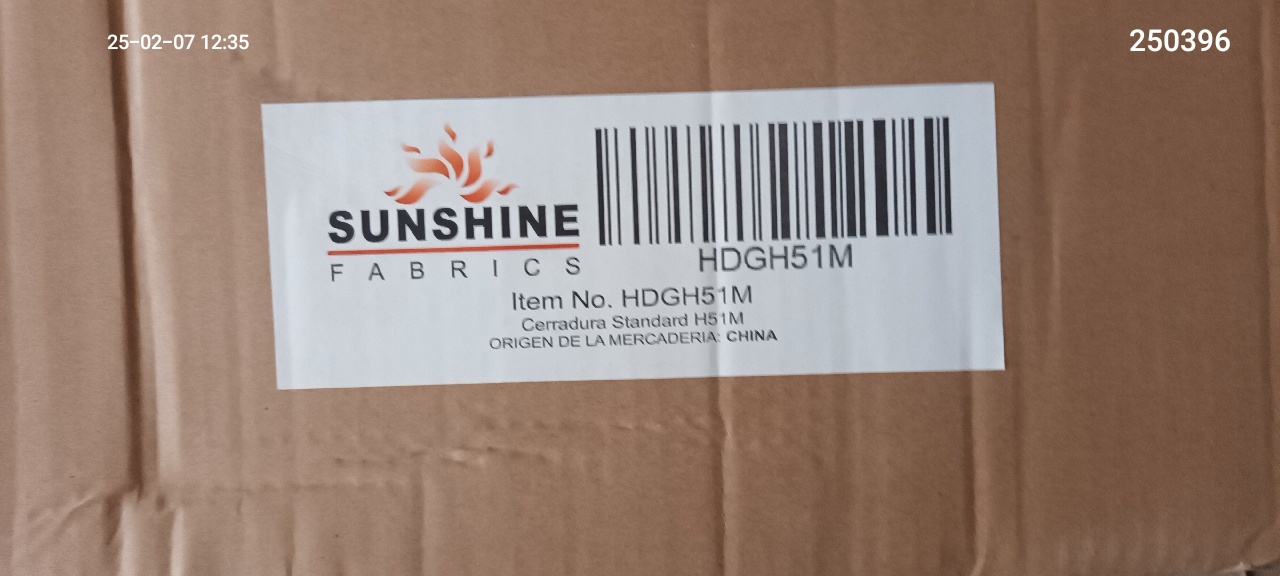 25-02-07 12:35
250396
SUNSHINE
FABRICS
HDGH51M
Item No. HDGH51M
Cerradura Standard H51M
ORIGEN DE LA MERCADERIA: CHINA